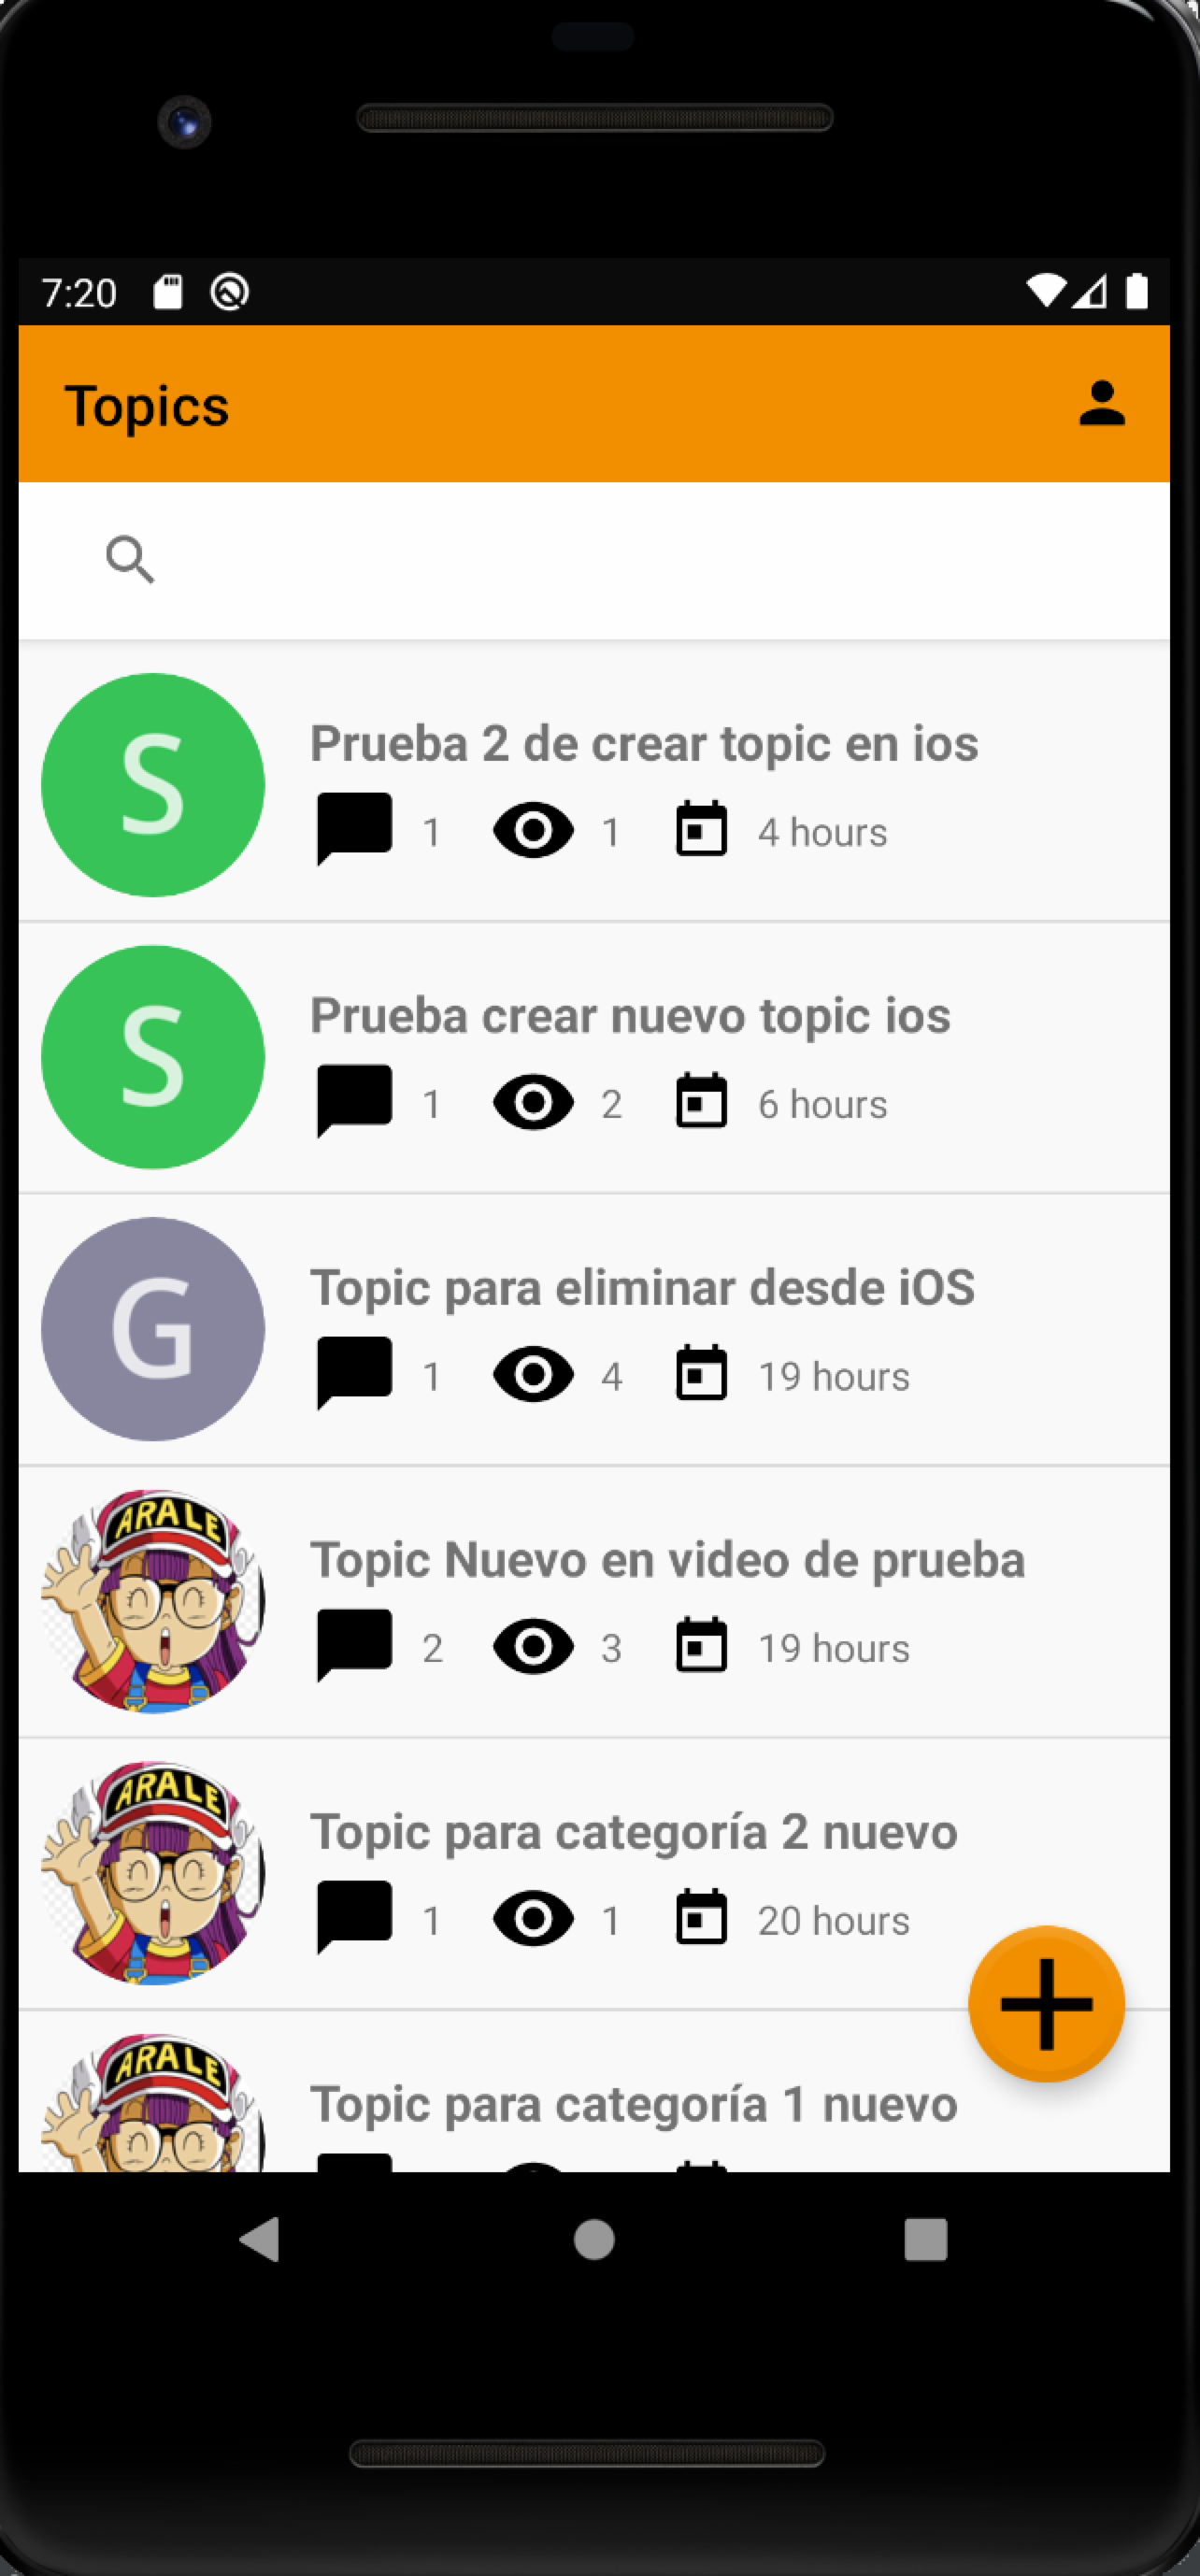 7:20
Topics
S
Prueba 2 de crear topic en ios
1 1 4 hours
S
Prueba crear nuevo topic ios
1 2 6 hours
G
Topic para eliminar desde iOS
1 4 19 hours
ARALE
Topic Nuevo en video de prueba
2 3 19 hours
ARALE
Topic para categoría 2 nuevo
1 1 20 hours
ARALE
Topic para categoría 1 nuevo